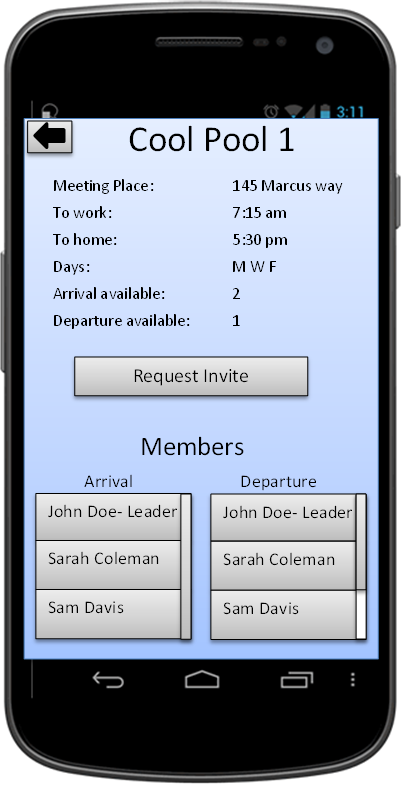 3:11
Cool Pool 1
Meeting Place: 145 Marcus way
To work: 7:15 am
To home: 5:30 pm
Days: M W F
Arrival available: 2
Departure available: 1
Request Invite
Members
Arrival Departure
John Doe- Leader John Doe- Leader
Sarah Coleman Sarah Coleman
Sam Davis Sam Davis